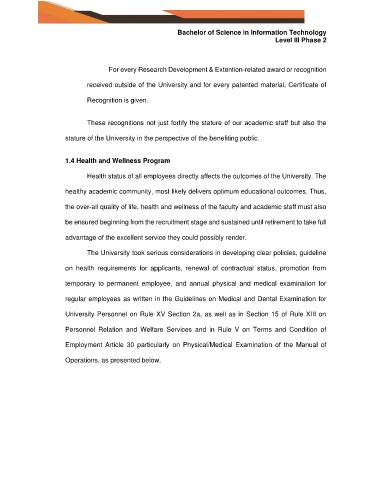 Bachelor of Science in Information Technology
Level III Phase 2
For every Research Development & Extention-related award or recognition
received outside of the University and for every patented material, Certificate of
Recognition is given.
These recognitions not just fortify the stature of our academic staff but also the
stature of the University in the perspective of the benefiting public.
1.4 Health and Wellness Program
Health status of all employees directly affects the outcomes of the University. The
healthy academic community, most likely delivers optimum educational outcomes. Thus,
the over-all quality of life, health and wellness of the faculty and academic staff must also
be ensured beginning from the recruitment stage and sustained until retirement to take full
advantage of the excellent service they could possibly render.
The University took serious considerations in developing clear policies, guideline
on health requirements for applicants, renewal of contractual status, promotion from
temporary to permanent employee, and annual physical and medical examination for
regular employees as written in the Guidelines on Medical and Dental Examination for
University Personnel on Rule XV Section 2a, as well as in Section 15 of Rule XIII on
Personnel Relation and Welfare Services and in Rule V on Terms and Condition of
Employment Article 30 particularly on Physical/Medical Examination of the Manual of
Operations, as presented below.